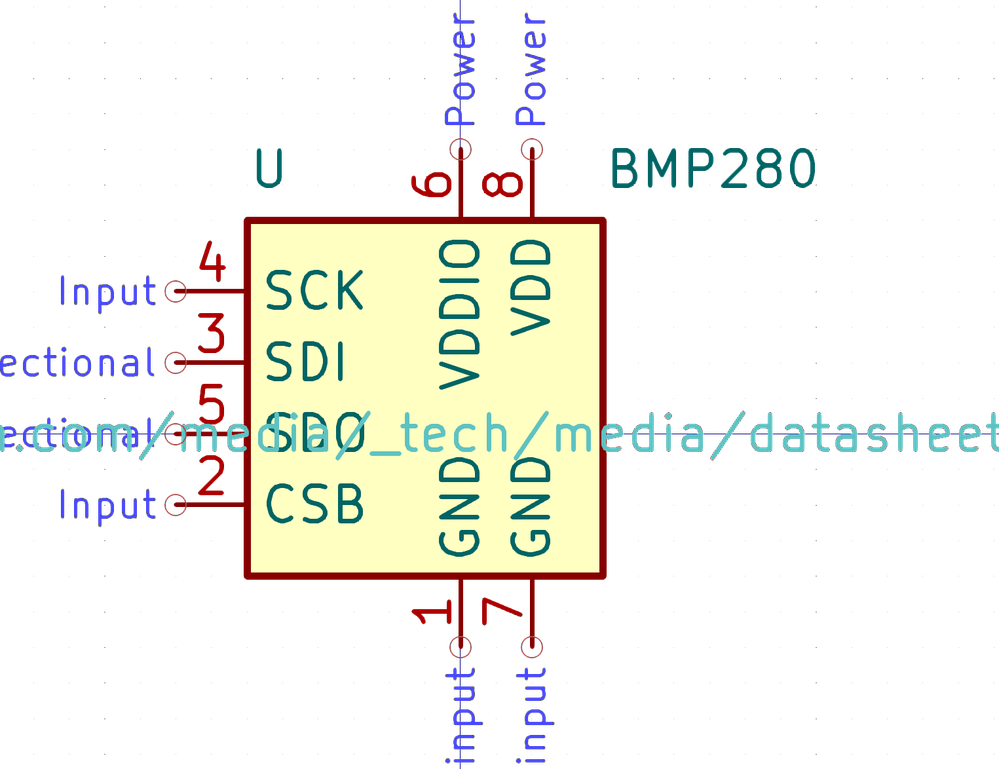 Power
Power
U
BMP280
6
8
4
Input
SCK
VDDIO
VDD
3
ectional
SDI
5
ectional
SDO
.com/media/_tech/media/datasheet
2
Input
CSB
GND
GND
1
7
input
input